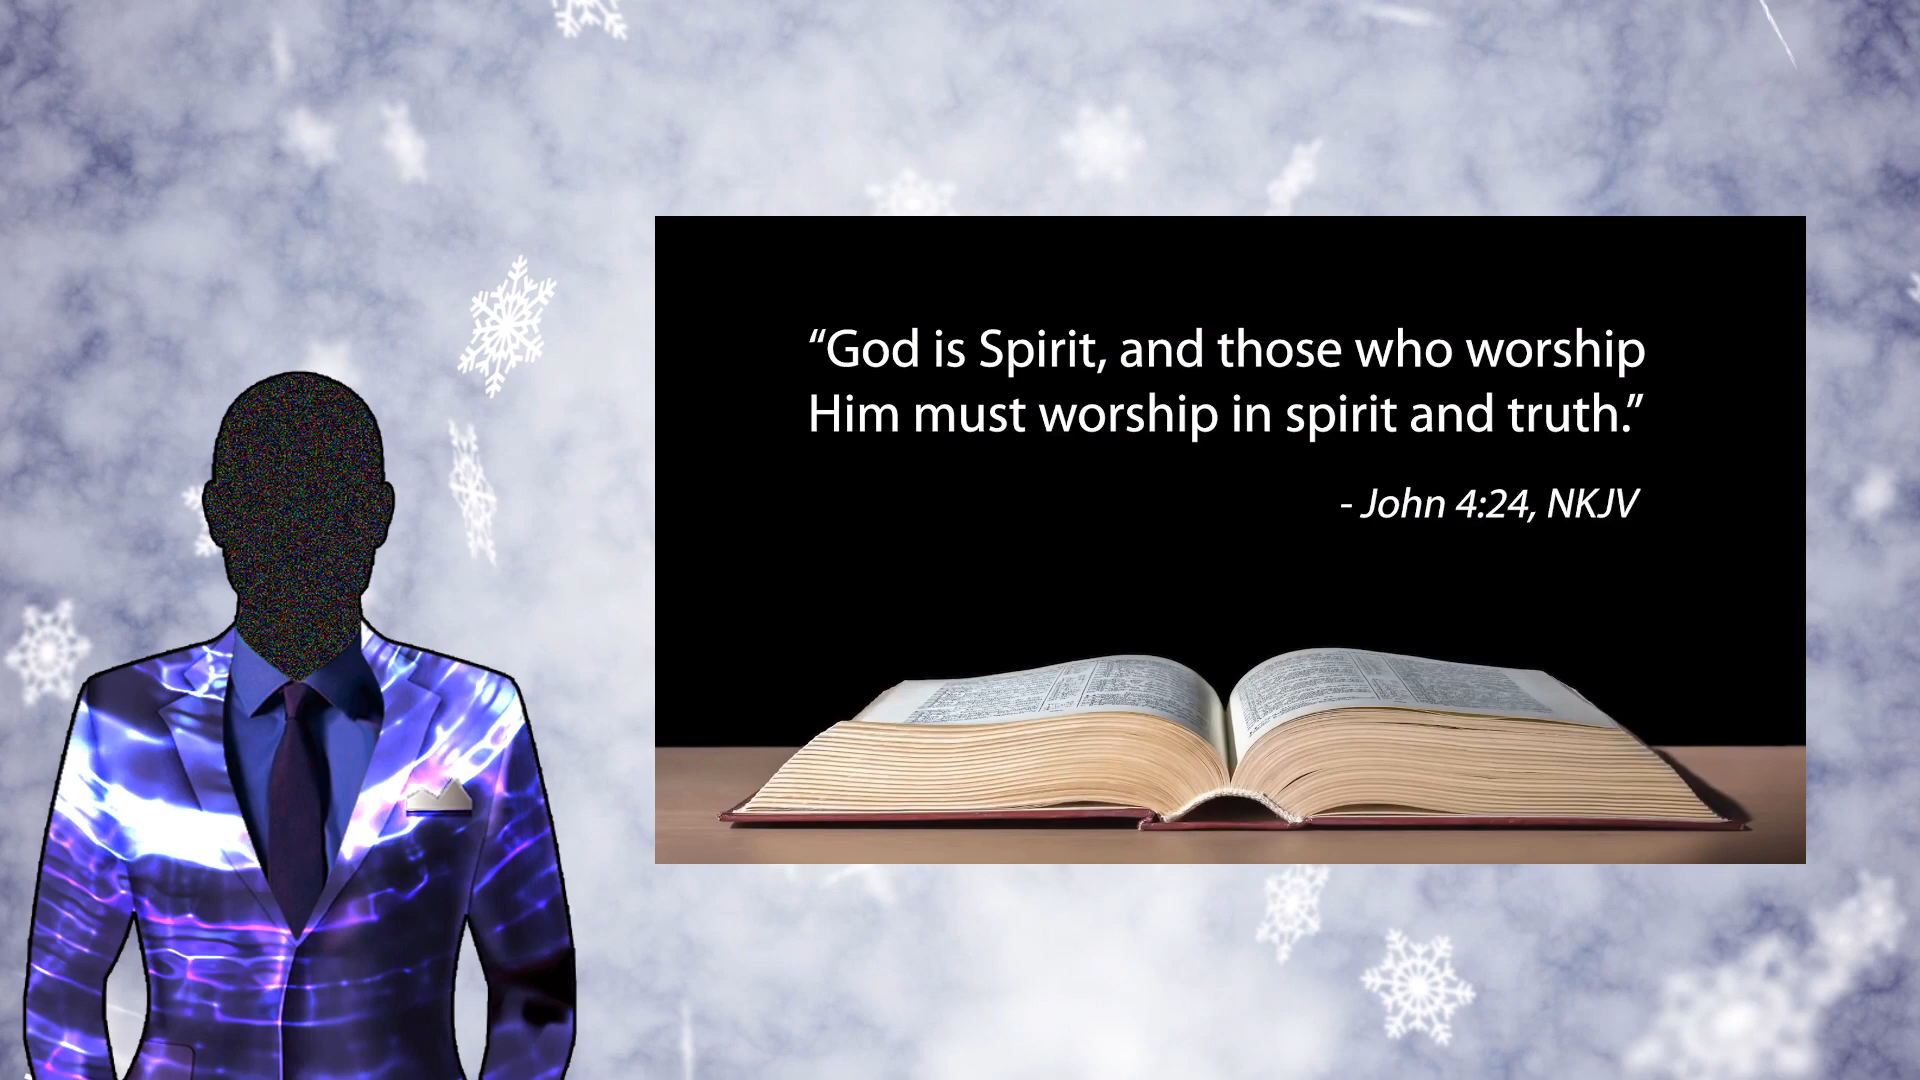 “God is Spirit, and those who worship
Him must worship in spirit and truth.”
- John 4:24, NKJV